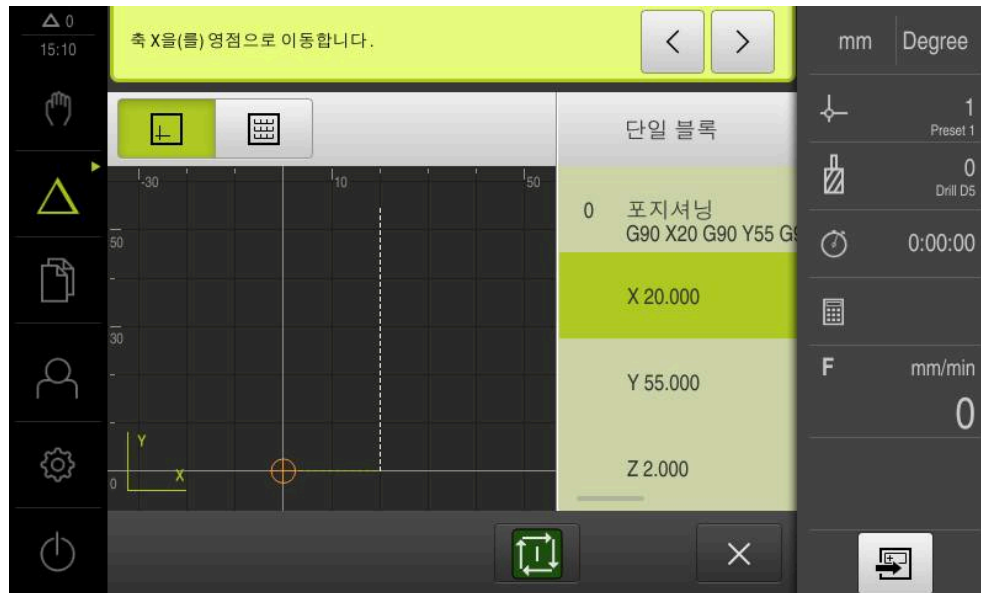 0
15:10
축 X을(를) 영점으로 이동합니다.
mm
Degree
1
Preset 1
0
Drill D5
0:00:00
F
mm/min
0
단일 블록
0 포지셔닝
G90 X20 G90 Y55 G9
X 20.000
Y 55.000
Z 2.000
-30
10
50
50
30
0
Y
X